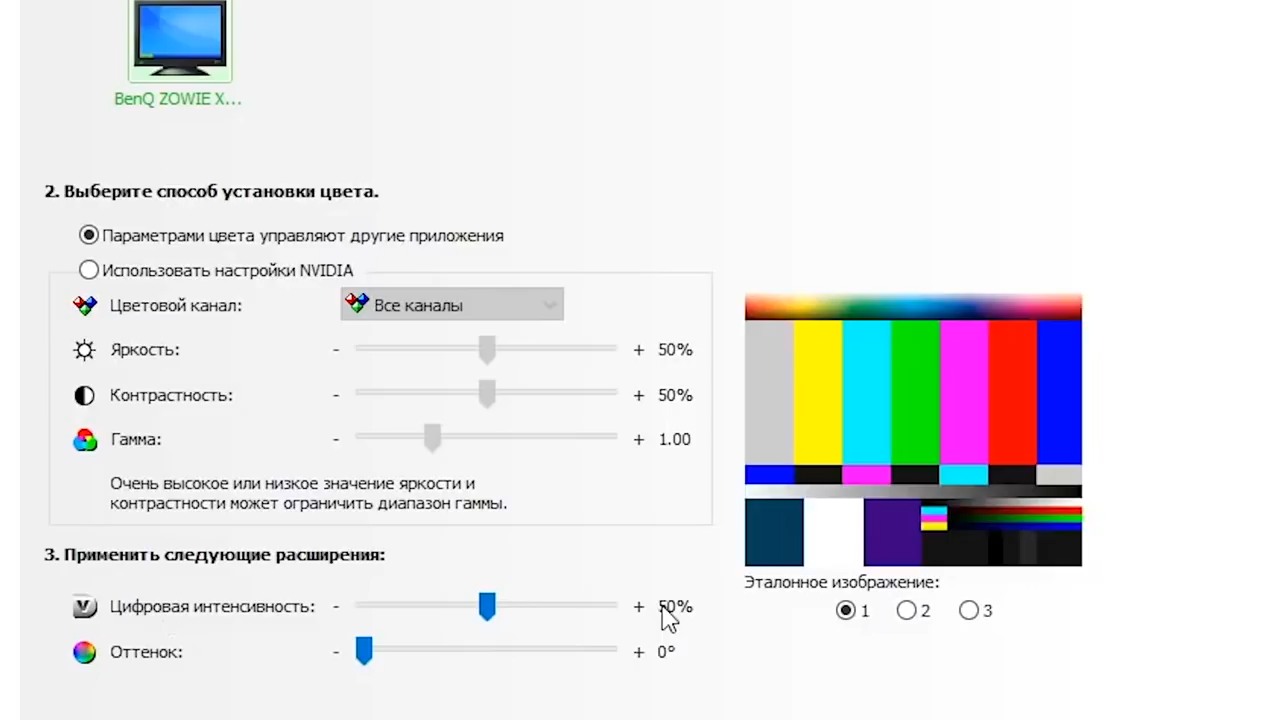 BenQ ZOWIE X...
2. Выберите способ установки цвета.
Параметрами цвета управляют другие приложения
Использовать настройки NVIDIA
Цветовой канал: Все каналы
Яркость: - + 50%
Контрастность: - + 50%
Гамма: - + 1.00
Очень высокое или низкое значение яркости и
контрастности может ограничить диапазон гаммы.
3. Применить следующие расширения:
Цифровая интенсивность: - + 50%
Оттенок: - + 0°
Эталонное изображение:
1 2 3